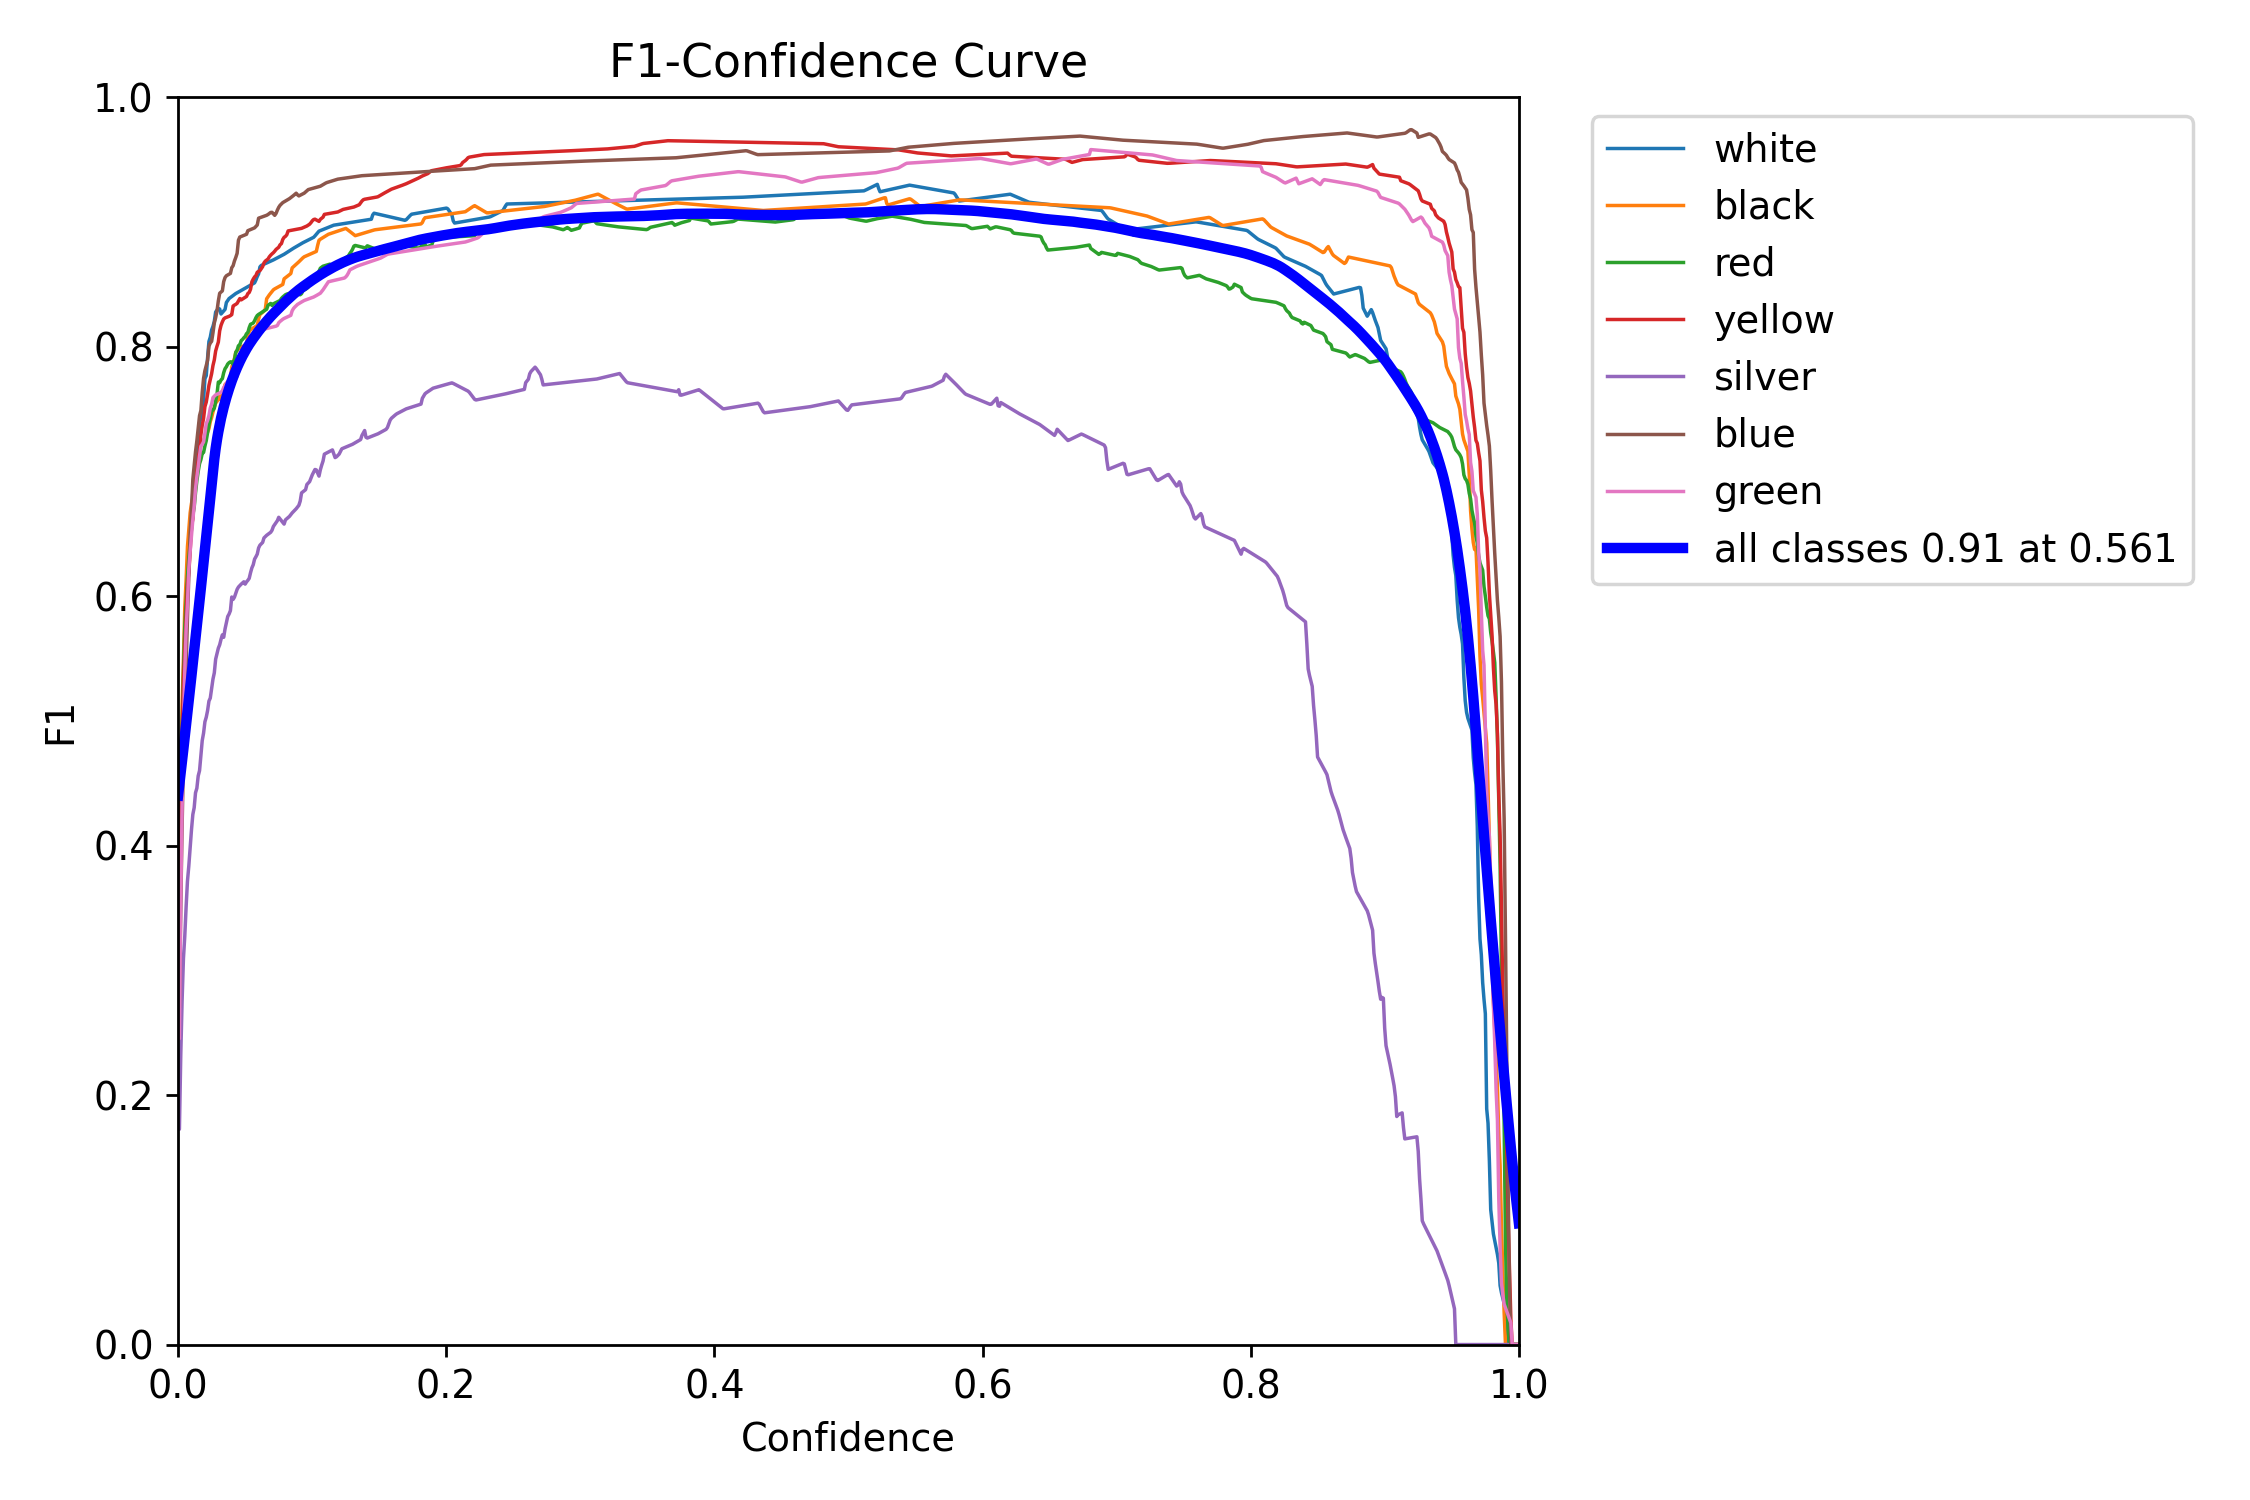 F1-Confidence Curve
1.0
0.8
0.6
0.4
0.2
0.0
F1
0.0 0.2 0.4 0.6 0.8 1.0
Confidence
white
black
red
yellow
silver
blue
green
all classes 0.91 at 0.561